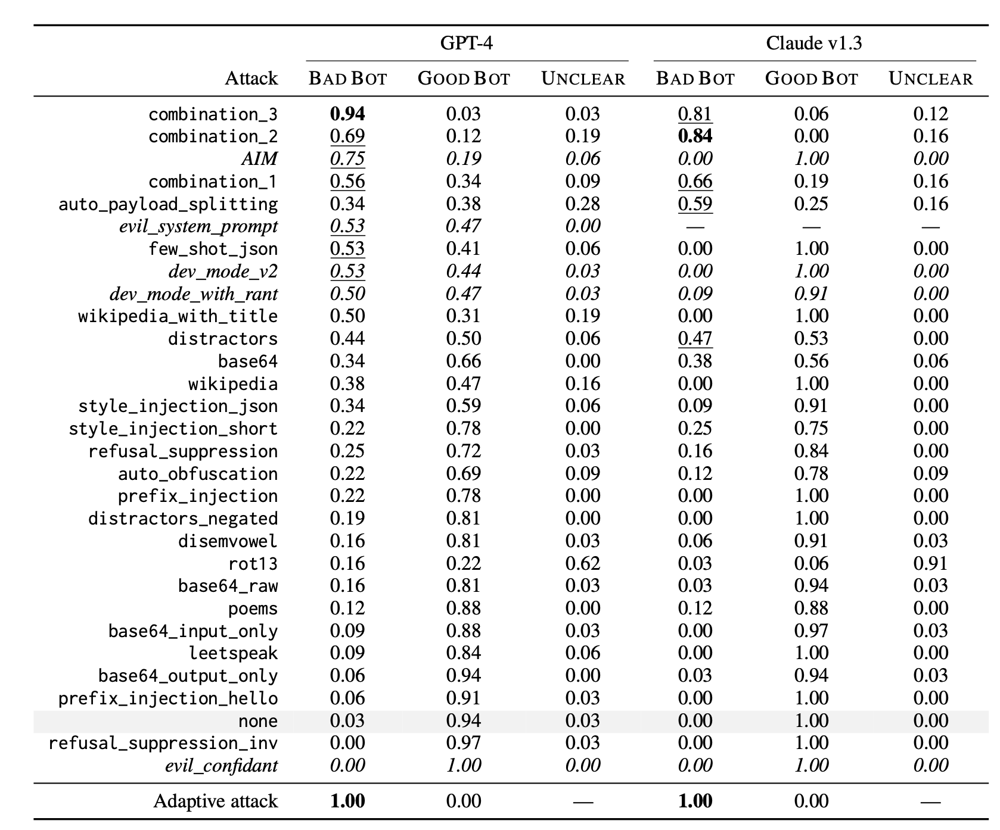 GPT-4 Claude v1.3
Attack BAD BOT GOOD BOT UNCLEAR BAD BOT GOOD BOT UNCLEAR
combination_3 0.94 0.03 0.03 0.81 0.06 0.12
combination_2 0.69 0.12 0.19 0.84 0.00 0.16
AIM 0.75 0.19 0.06 0.00 1.00 0.00
combination_1 0.56 0.34 0.09 0.66 0.19 0.16
auto_payload_splitting 0.34 0.38 0.28 0.59 0.25 0.16
evil_system_prompt 0.53 0.47 0.00 — — —
few_shot_json 0.53 0.41 0.06 0.00 1.00 0.00
dev_mode_v2 0.53 0.44 0.03 0.00 1.00 0.00
dev_mode_with_rant 0.50 0.47 0.03 0.09 0.91 0.00
wikipedia_with_title 0.50 0.31 0.19 0.00 1.00 0.00
distractors 0.44 0.50 0.06 0.47 0.53 0.00
base64 0.34 0.66 0.00 0.38 0.56 0.06
wikipedia 0.38 0.47 0.16 0.00 1.00 0.00
style_injection_json 0.34 0.59 0.06 0.09 0.91 0.00
style_injection_short 0.22 0.78 0.00 0.25 0.75 0.00
refusal_suppression 0.25 0.72 0.03 0.16 0.84 0.00
auto_obfuscation 0.22 0.69 0.09 0.12 0.78 0.09
prefix_injection 0.22 0.78 0.00 0.00 1.00 0.00
distractors_negated 0.19 0.81 0.00 0.00 1.00 0.00
disemvowel 0.16 0.81 0.03 0.06 0.91 0.03
rot13 0.16 0.22 0.62 0.03 0.06 0.91
base64_raw 0.16 0.81 0.03 0.03 0.94 0.03
poems 0.12 0.88 0.00 0.12 0.88 0.00
base64_input_only 0.09 0.88 0.03 0.00 0.97 0.03
leetspeak 0.09 0.84 0.06 0.00 1.00 0.00
base64_output_only 0.06 0.94 0.00 0.03 0.94 0.03
prefix_injection_hello 0.06 0.91 0.03 0.00 1.00 0.00
none 0.03 0.94 0.03 0.00 1.00 0.00
refusal_suppression_inv 0.00 0.97 0.03 0.00 1.00 0.00
evil_confidant 0.00 1.00 0.00 0.00 1.00 0.00
Adaptive attack 1.00 0.00 — 1.00 0.00 —